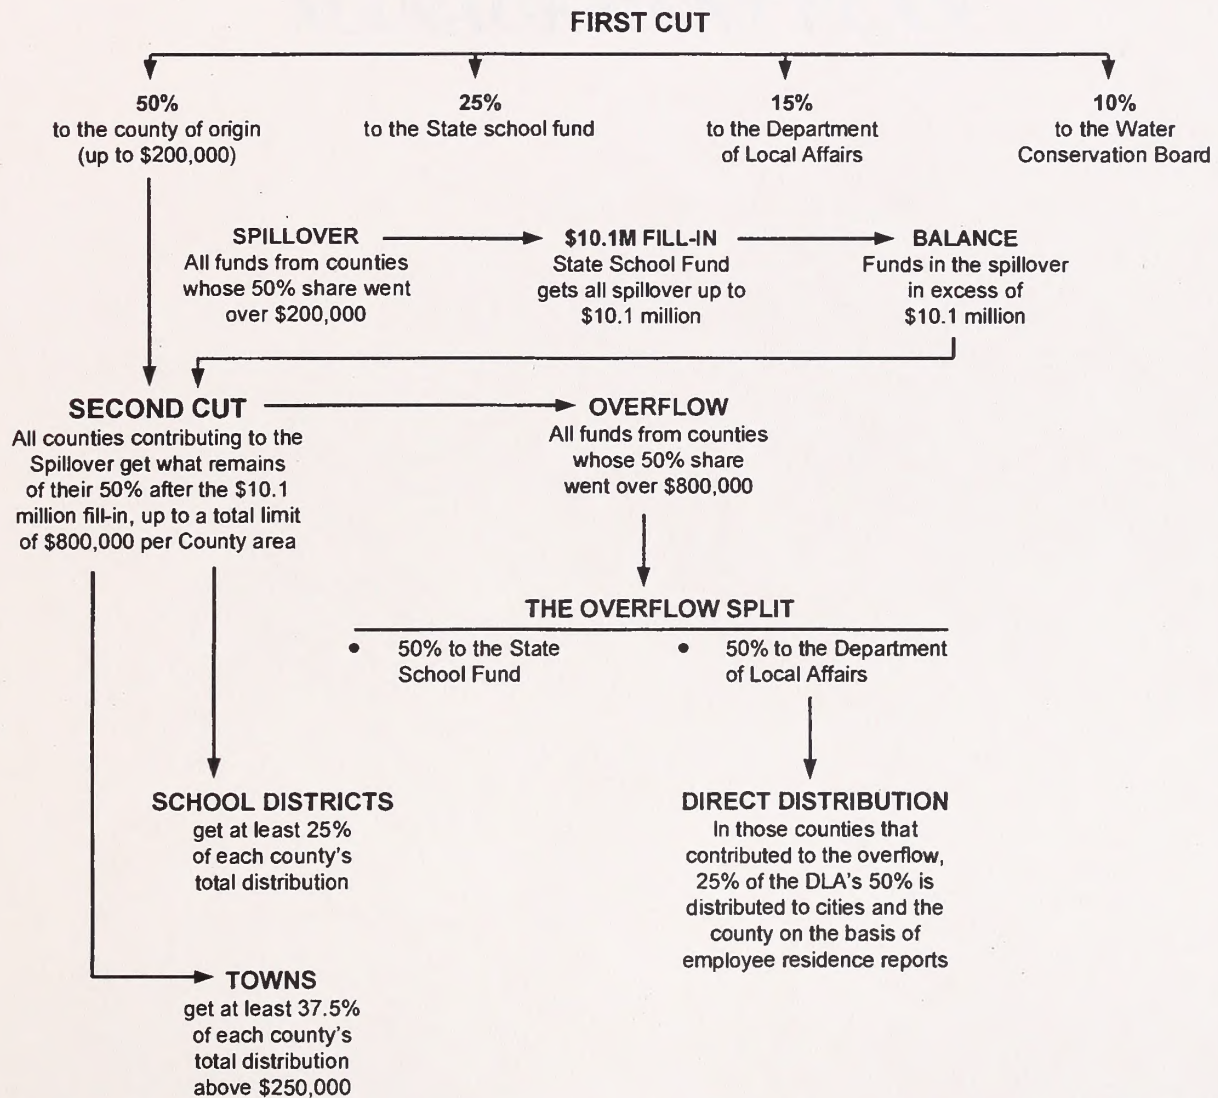 FIRST CUT
50%
to the county of origin
(up to $200,000)
25%
to the State school fund
15%
to the Department
of Local Affairs
10%
to the Water
Conservation Board
SPILLOVER
All funds from counties
whose 50% share went
over $200,000
$10.1M FILL-IN
State School Fund
gets all spillover up to
$10.1 million
BALANCE
Funds in the spillover
in excess of
$10.1 million
SECOND CUT
All counties contributing to the
Spillover get what remains
of their 50% after the $10.1
million fill-in, up to a total limit
of $800,000 per County area
OVERFLOW
All funds from counties
whose 50% share
went over $800,000
THE OVERFLOW SPLIT
• 50% to the State
School Fund
• 50% to the Department
of Local Affairs
SCHOOL DISTRICTS
get at least 25%
of each county's
total distribution
DIRECT DISTRIBUTION
In those counties that
contributed to the overflow,
25% of the DLA's 50% is
distributed to cities and the
county on the basis of
employee residence reports
TOWNS
get at least 37.5%
of each county's
total distribution
above $250,000